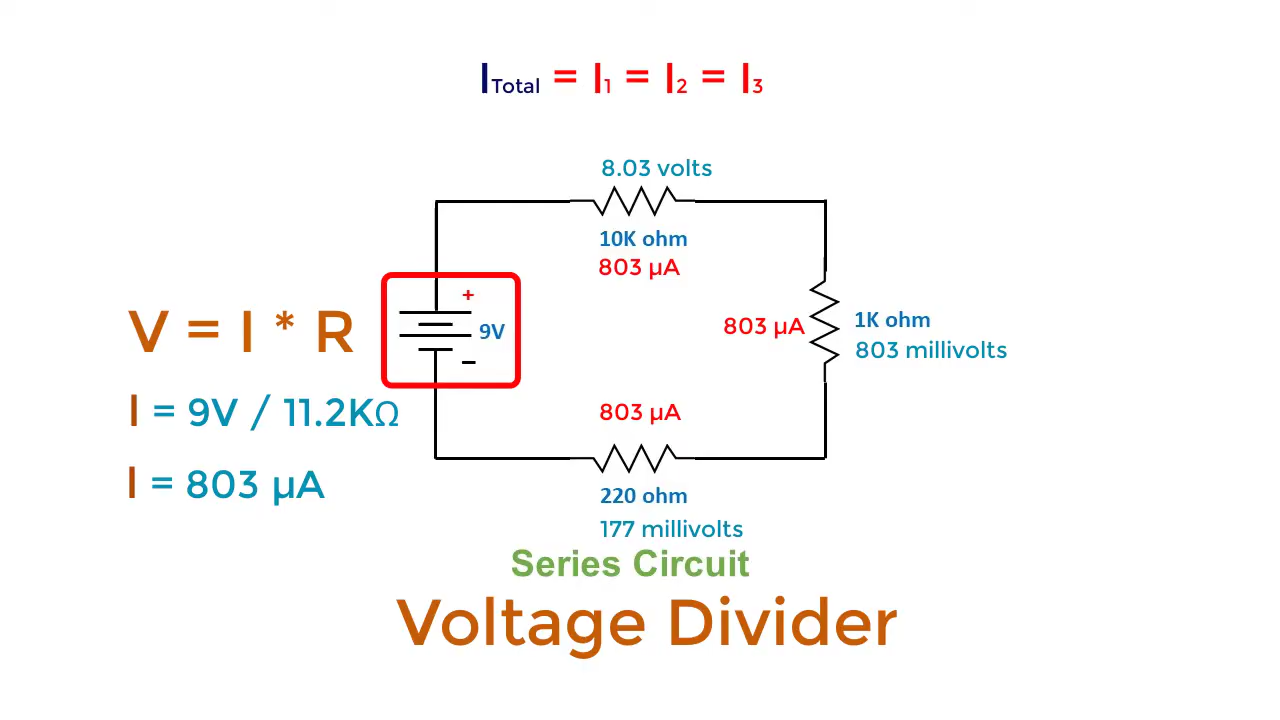 I Total = I1 = I2 = I3
8.03 volts
10K ohm
803 µA
+
9V
−
V = I * R
I = 9V / 11.2KΩ
I = 803 µA
803 µA
1K ohm
803 millivolts
803 µA
220 ohm
177 millivolts
Series Circuit
Voltage Divider